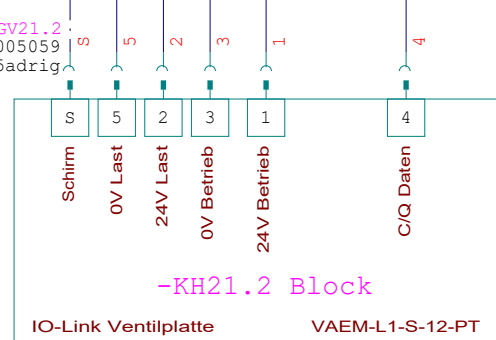 GV21.2
005059
5adrig
S 5 2 3 1 4
S 5 2 3 1 4
Schirm
0V Last
24V Last
0V Betrieb
24V Betrieb
C/Q Daten
-KH21.2 Block
IO-Link Ventilplatte VAEM-L1-S-12-PT